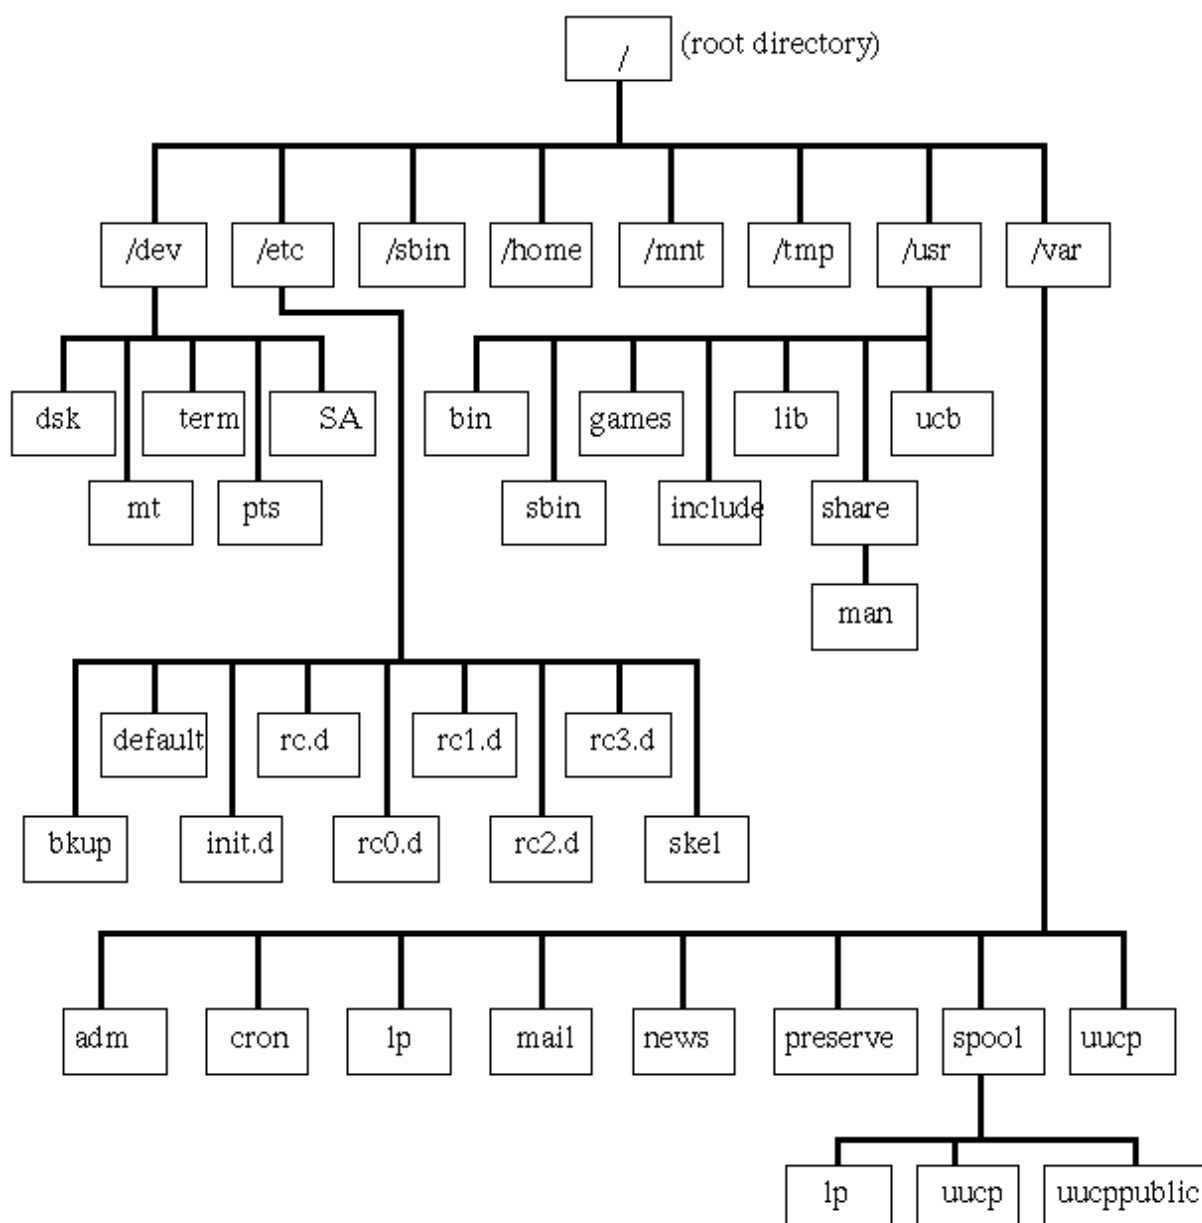 / (root directory)
/dev /etc /sbin /home /mnt /tmp /usr /var
dsk term SA bin games lib ucb
mt pts sbin include share
man
default rc.d rc1.d rc3.d
bkup init.d rc0.d rc2.d skel
adm cron lp mail news preserve spool uucp
lp uucp uucppublic